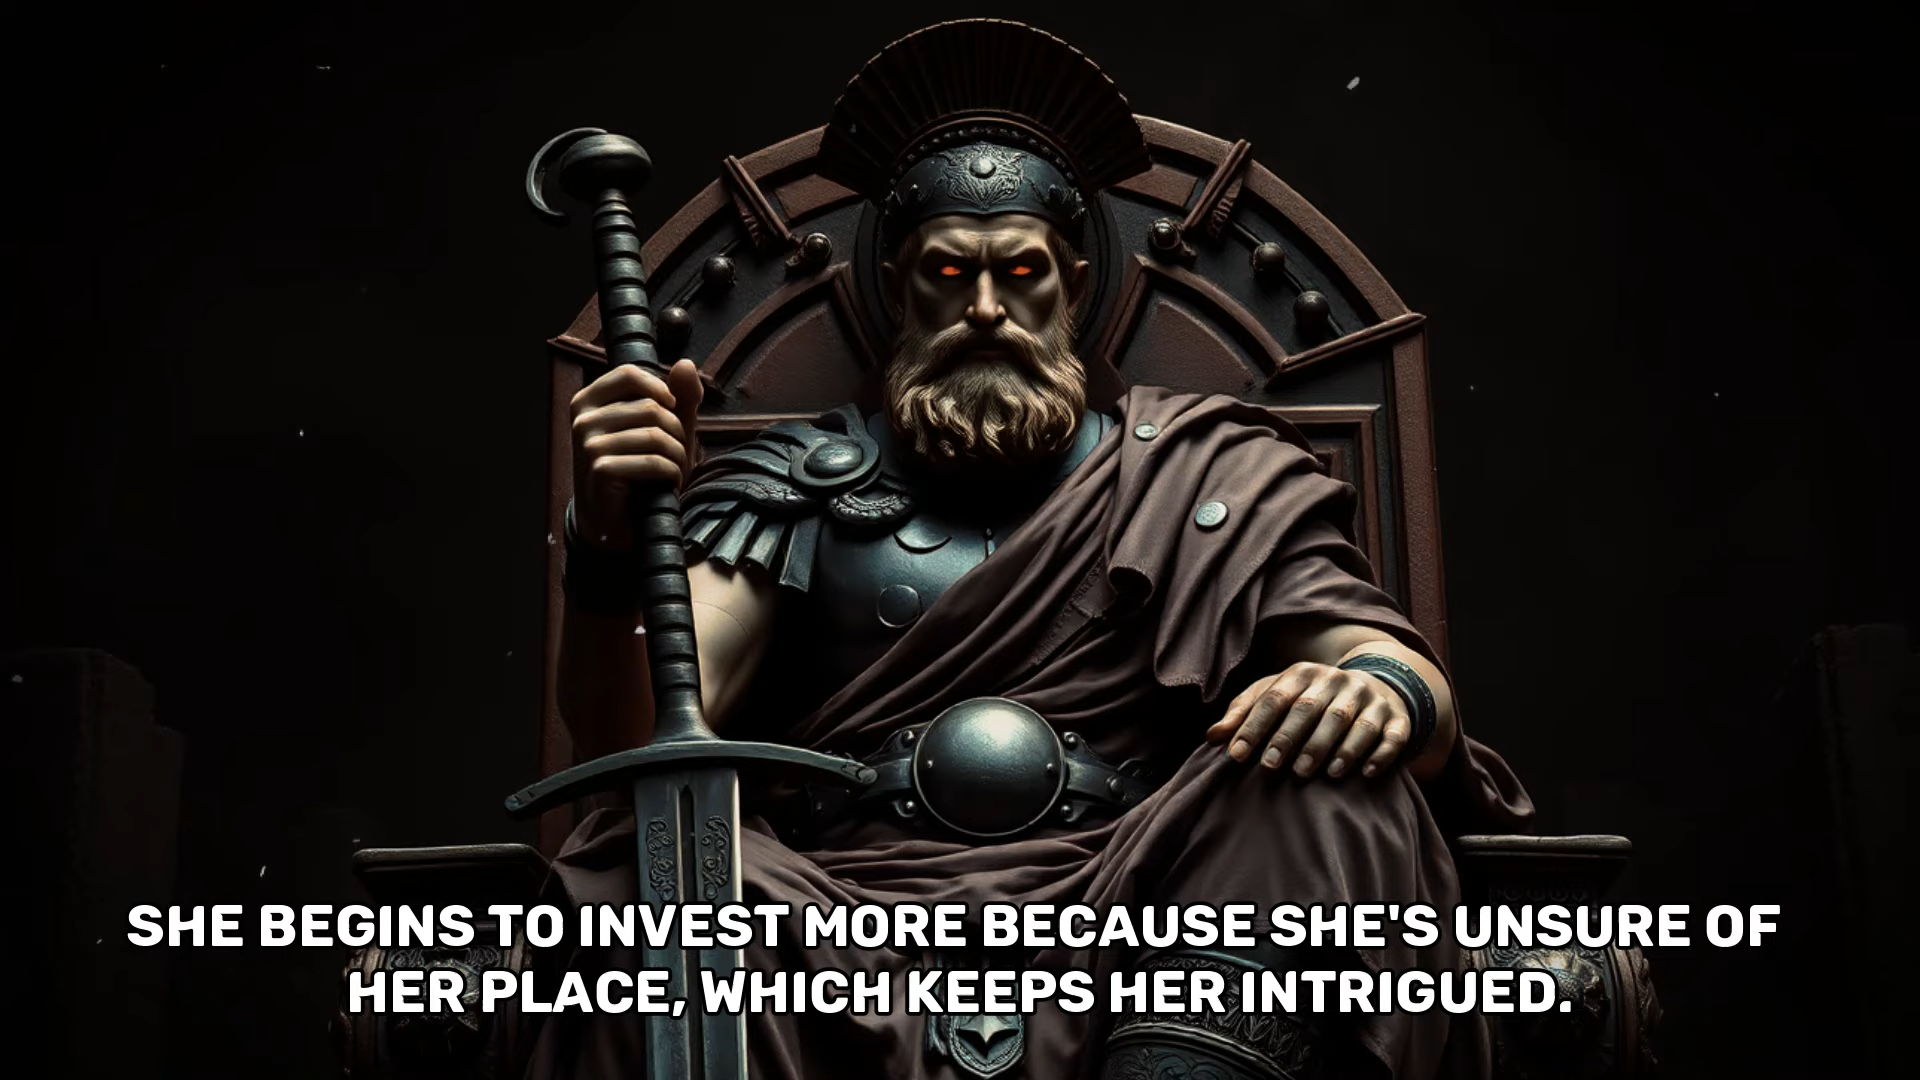 SHE BEGINS TO INVEST MORE BECAUSE SHE'S UNSURE OF
HER PLACE, WHICH KEEPS HER INTRIGUED.